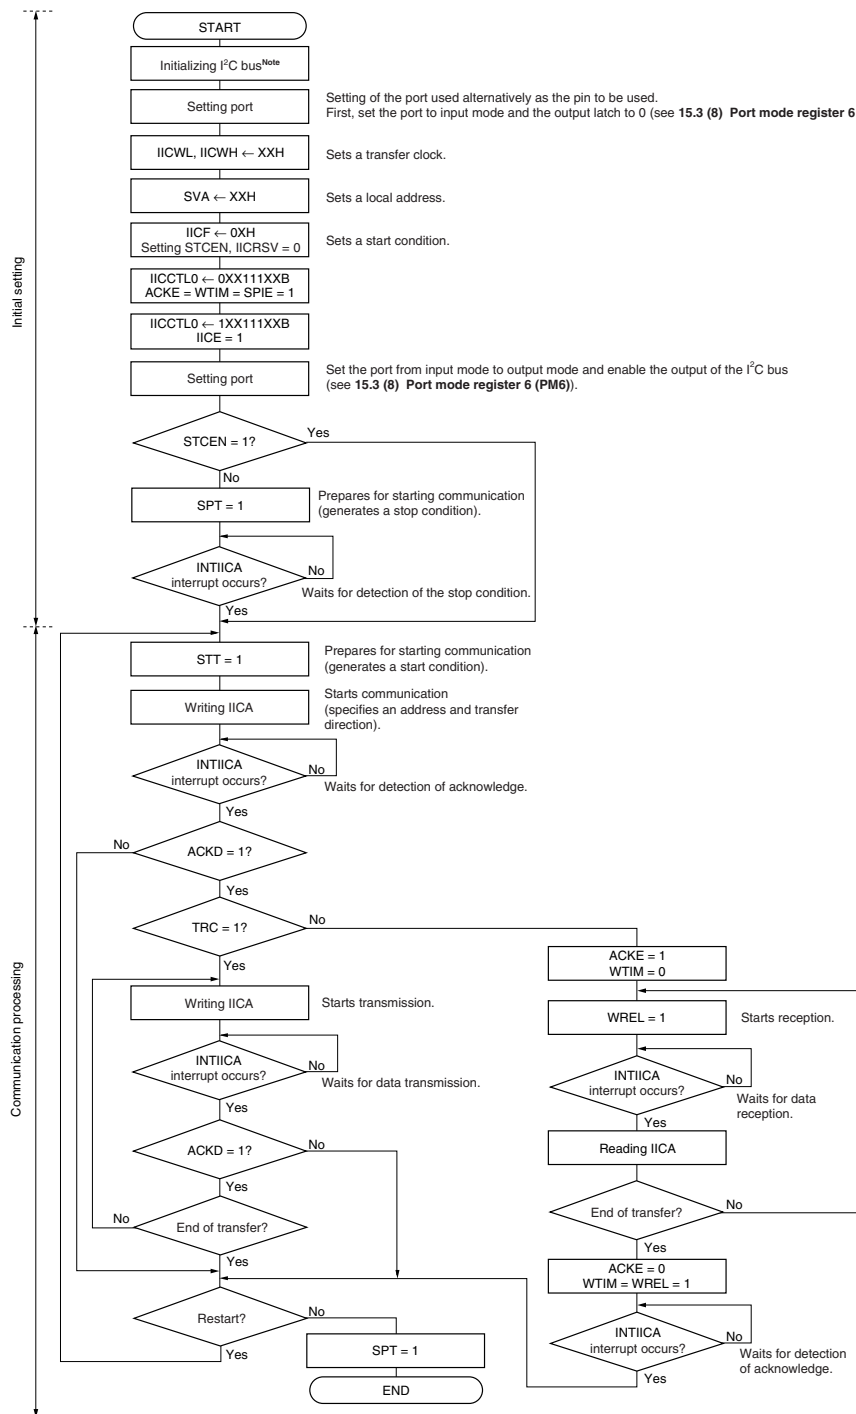 START
Initializing I²C bus^Note
Setting port
Setting of the port used alternatively as the pin to be used.
First, set the port to input mode and the output latch to 0 (see 15.3 (8) Port mode register 6
IICWL, IICWH ← XXH
Sets a transfer clock.
SVA ← XXH
Sets a local address.
IICF ← 0XH
Setting STCEN, IICRSV = 0
Sets a start condition.
IICCTL0 ← 0XX111XXB
ACKE = WTIM = SPIE = 1
IICCTL0 ← 1XX111XXB
IICE = 1
Initial setting
Setting port
Set the port from input mode to output mode and enable the output of the I²C bus
(see 15.3 (8) Port mode register 6 (PM6)).
STCEN = 1?
Yes
No
SPT = 1
Prepares for starting communication
(generates a stop condition).
INTIICA
interrupt occurs?
No
Waits for detection of the stop condition.
Yes
STT = 1
Prepares for starting communication
(generates a start condition).
Writing IICA
Starts communication
(specifies an address and transfer
direction).
INTIICA
interrupt occurs?
No
Waits for detection of acknowledge.
Yes
No
ACKD = 1?
Yes
TRC = 1?
No
Yes
Communication processing
Writing IICA
Starts transmission.
INTIICA
interrupt occurs?
No
Waits for data transmission.
Yes
ACKD = 1?
No
Yes
No
End of transfer?
Yes
Restart?
No
Yes
SPT = 1
END
ACKE = 1
WTIM = 0
WREL = 1
Starts reception.
INTIICA
interrupt occurs?
No
Waits for data
reception.
Yes
Reading IICA
End of transfer?
No
Yes
ACKE = 0
WTIM = WREL = 1
INTIICA
interrupt occurs?
No
Waits for detection
of acknowledge.
Yes